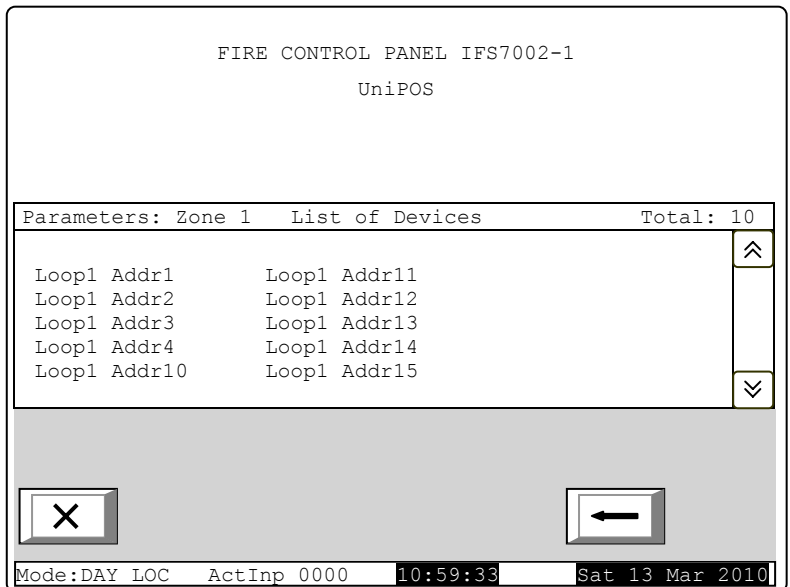 FIRE CONTROL PANEL IFS7002-1
UniPOS
Parameters: Zone 1 List of Devices Total: 10
Loop1 Addr1 Loop1 Addr11
Loop1 Addr2 Loop1 Addr12
Loop1 Addr3 Loop1 Addr13
Loop1 Addr4 Loop1 Addr14
Loop1 Addr10 Loop1 Addr15
Mode:DAY LOC ActInp 0000 10:59:33 Sat 13 Mar 2010